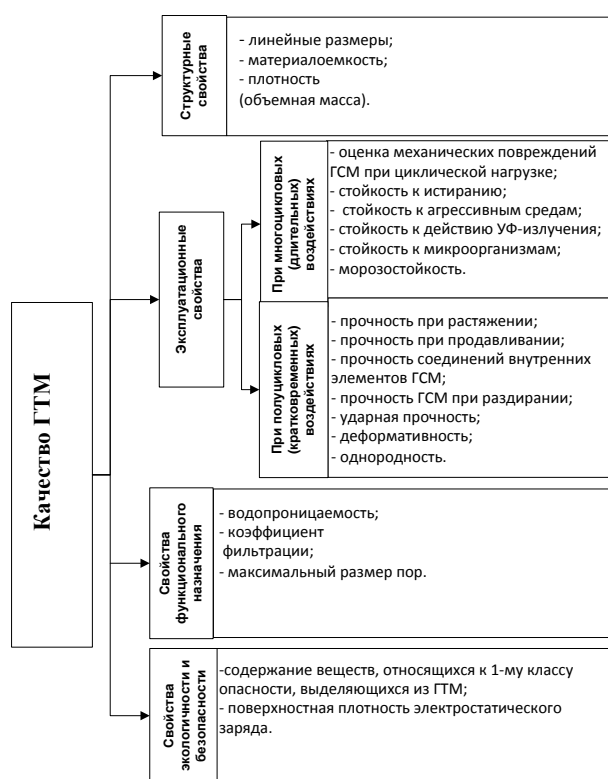 Качество ГТМ
Структурные
свойства
- линейные размеры;
- материалоемкость;
- плотность
(объемная масса).
Эксплуатационные
свойства
При многоцикловых
(длительных)
воздействиях
- оценка механических повреждений
ГСМ при циклической нагрузке;
- стойкость к истиранию;
- стойкость к агрессивным средам;
- стойкость к действию УФ-излучения;
- стойкость к микроорганизмам;
- морозостойкость.
При полуцикловых
(кратковременных)
воздействиях
- прочность при растяжении;
- прочность при продавливании;
- прочность соединений внутренних
элементов ГСМ;
- прочность ГСМ при раздирании;
- ударная прочность;
- деформативность;
- однородность.
Свойства
функционального
назначения
- водопроницаемость;
- коэффициент
фильтрации;
- максимальный размер пор.
Свойства
экологичности и
безопасности
-содержание веществ, относящихся к 1-му классу
опасности, выделяющихся из ГТМ;
- поверхностная плотность электростатического
заряда.